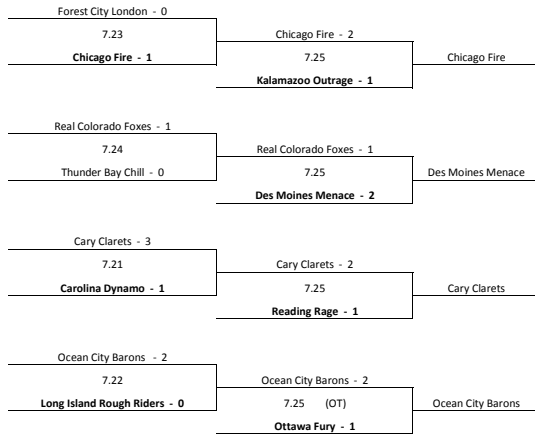 Forest City London - 0
7.23
Chicago Fire - 1
Chicago Fire - 2
7.25
Kalamazoo Outrage - 1
Chicago Fire
Real Colorado Foxes - 1
7.24
Thunder Bay Chill - 0
Real Colorado Foxes - 1
7.25
Des Moines Menace - 2
Des Moines Menace
Cary Clarets - 3
7.21
Carolina Dynamo - 1
Cary Clarets - 2
7.25
Reading Rage - 1
Cary Clarets
Ocean City Barons - 2
7.22
Long Island Rough Riders - 0
Ocean City Barons - 2
7.25 (OT)
Ottawa Fury - 1
Ocean City Barons